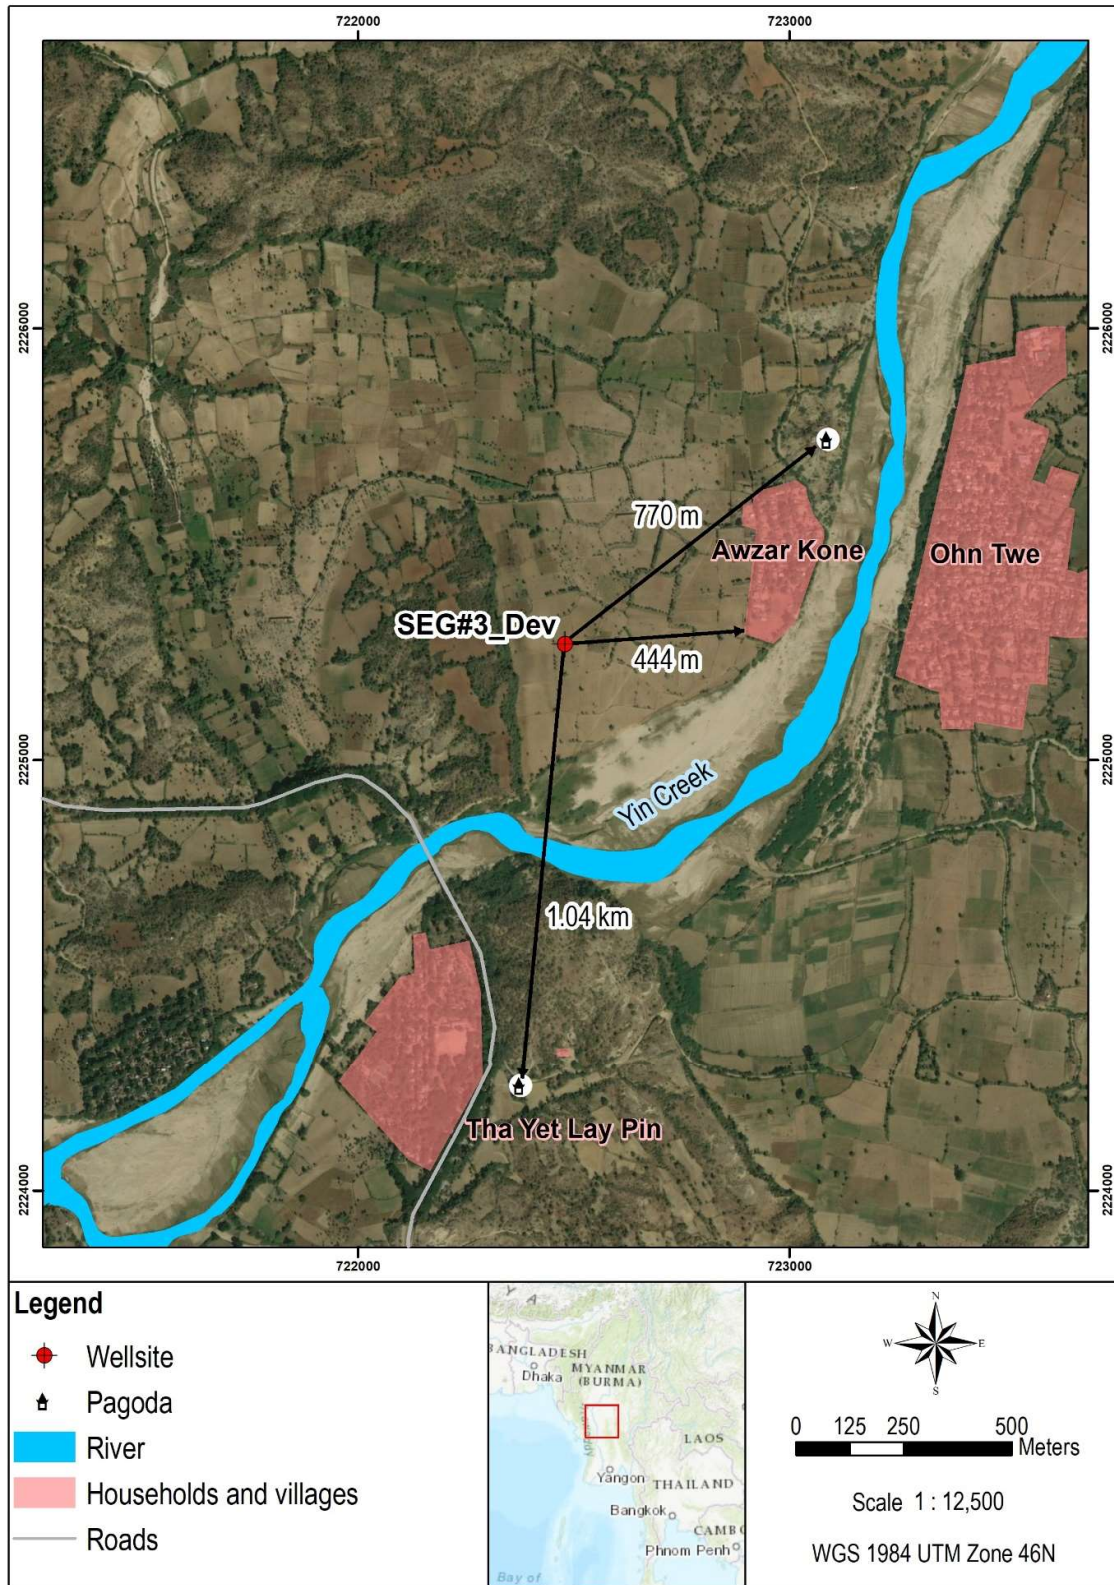 722000
723000
2226000
2226000
770 m
Awzar Kone
Ohn Twe
SEG#3_Dev
444 m
2225000
2225000
Yin Creek
1.04 km
Tha Yet Lay Pin
2224000
2224000
722000
723000
Legend
Wellsite
Pagoda
River
Households and villages
Roads
BANGLADESH
Dhaka
MYANMAR
(BURMA)
LAOS
Yangon
THAILAND
Bangkok
Phnom Penh
Bay of
N
W
E
S
0 125 250 500
Meters
Scale 1 : 12,500
WGS 1984 UTM Zone 46N